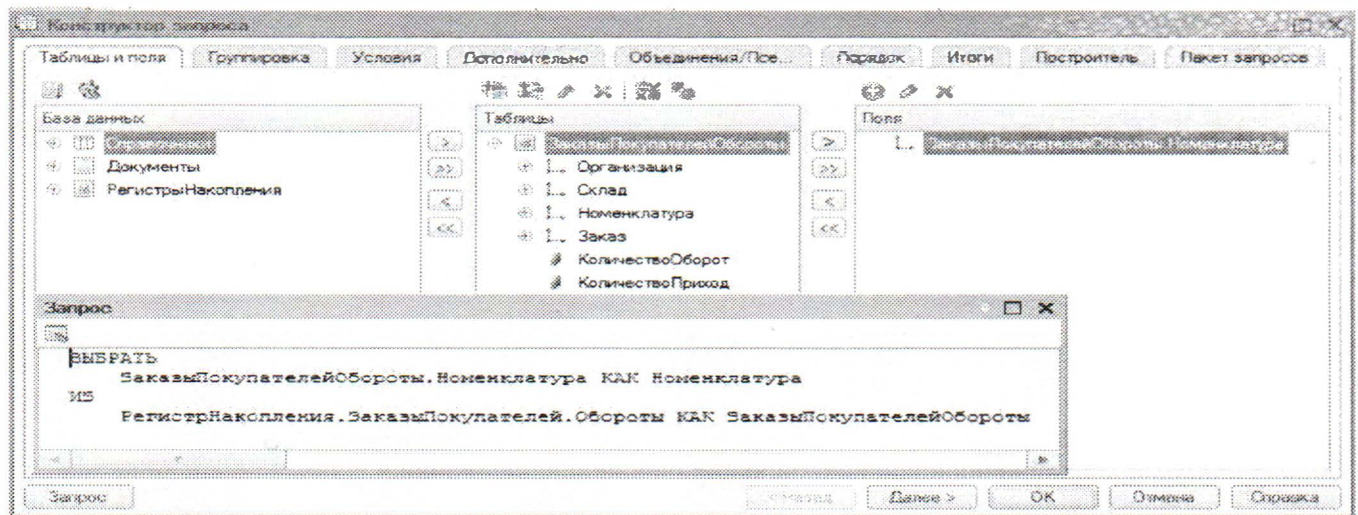 Конструктор запроса
Таблицы и поля Группировка Условия Дополнительно Объединения/Псе... Порядок Итоги Построитель Пакет запросов
База данных Таблицы Поля
Справочники ЗаказыПокупателейОбороты ЗаказыПокупателейОбороты.Номенклатура
Документы Организация
РегистрыНакопления Склад
Номенклатура
Заказ
КоличествоОборот
КоличествоПриход
Запрос
ВЫБРАТЬ
ЗаказыПокупателейОбороты.Номенклатура КАК Номенклатура
ИЗ
РегистрНакопления.ЗаказыПокупателей.Обороты КАК ЗаказыПокупателейОбороты
Запрос < Назад Далее > ОК Отмена Справка